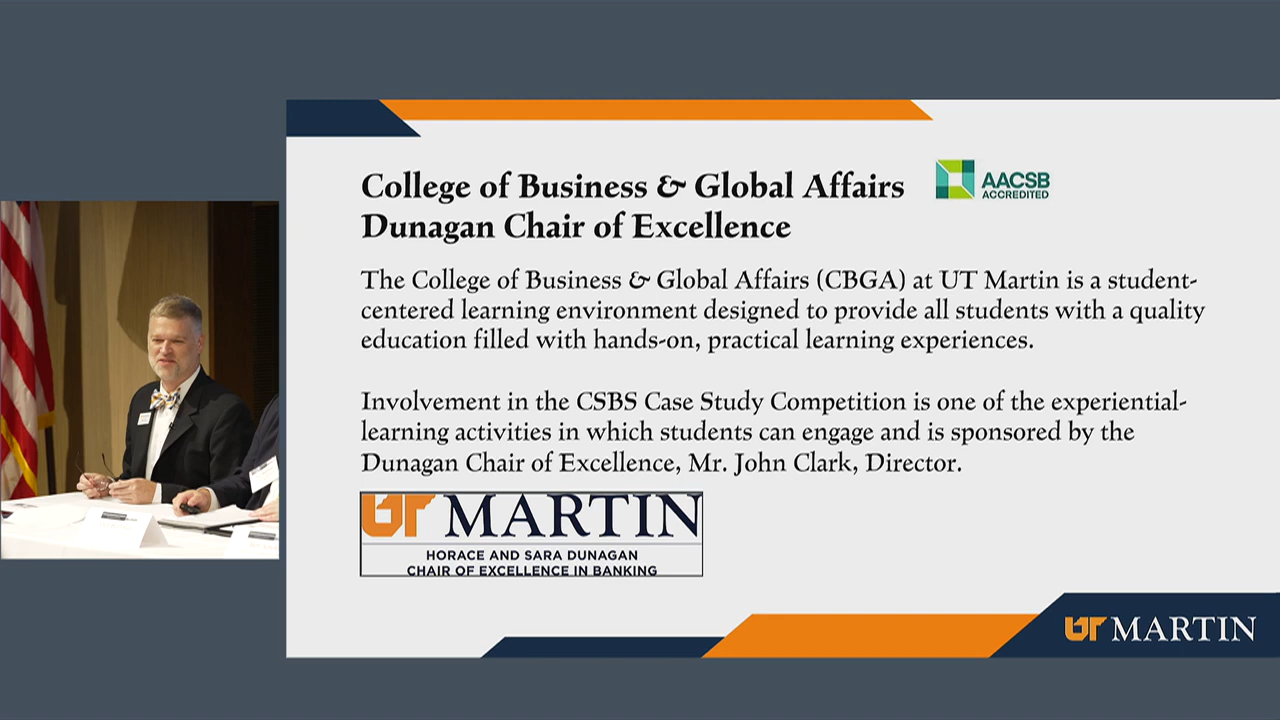 College of Business & Global Affairs
Dunagan Chair of Excellence
AACSB
ACCREDITED
The College of Business & Global Affairs (CBGA) at UT Martin is a student-
centered learning environment designed to provide all students with a quality
education filled with hands-on, practical learning experiences.
Involvement in the CSBS Case Study Competition is one of the experiential-
learning activities in which students can engage and is sponsored by the
Dunagan Chair of Excellence, Mr. John Clark, Director.
UT MARTIN
HORACE AND SARA DUNAGAN
CHAIR OF EXCELLENCE IN BANKING
UT MARTIN